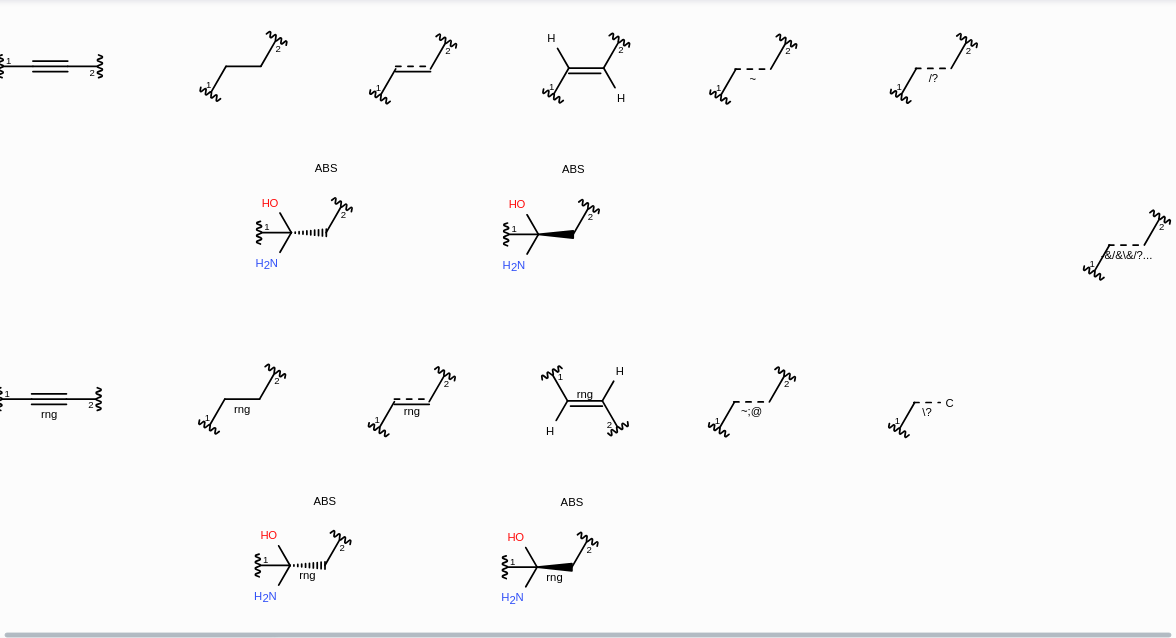 1 2
1 2
1 2
H 2 1 H
1 2 ~
1 2 /?
ABS
HO 1 2 H2N
ABS
HO 1 2 H2N
2 1 -&/&\&/?...
1 2 rng
1 2 rng
1 2 rng
1 H rng H 2
1 2 ~;@
1 \? C
ABS
HO 1 2 rng H2N
ABS
HO 1 2 rng H2N